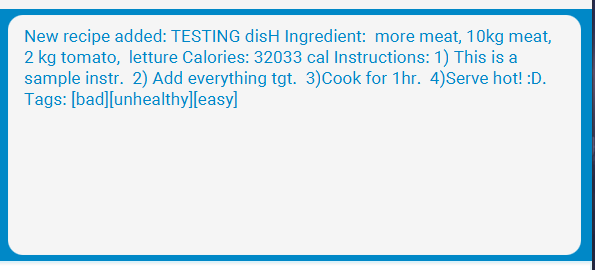 New recipe added: TESTING disH Ingredient:  more meat, 10kg meat,
2 kg tomato,  letture Calories: 32033 cal Instructions: 1) This is a
sample instr.  2) Add everything tgt.  3)Cook for 1hr.  4)Serve hot! :D.
Tags: [bad][unhealthy][easy]